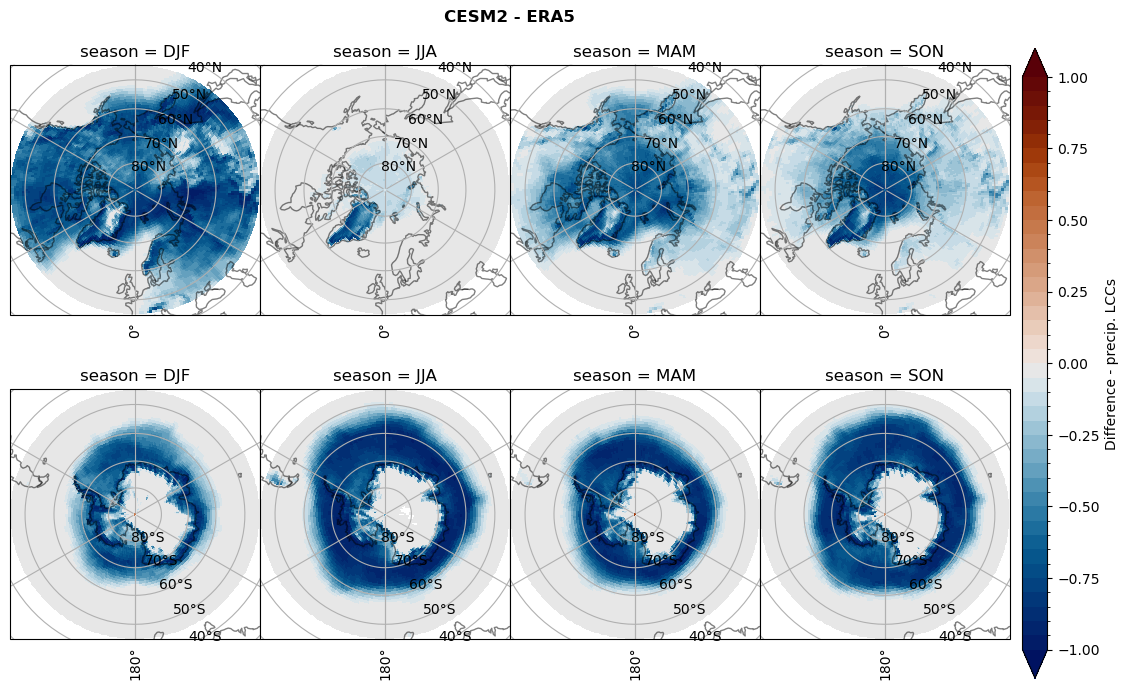 CESM2 - ERA5
season = DJF
season = JJA
season = MAM
season = SON
40°N
50°N
60°N
70°N
80°N
40°N
50°N
60°N
70°N
80°N
40°N
50°N
60°N
70°N
80°N
40°N
50°N
60°N
70°N
80°N
0°
0°
0°
0°
season = DJF
season = JJA
season = MAM
season = SON
80°S
70°S
60°S
50°S
40°S
80°S
70°S
60°S
50°S
40°S
80°S
70°S
60°S
50°S
40°S
80°S
70°S
60°S
50°S
40°S
180°
180°
180°
180°
1.00
0.75
0.50
0.25
0.00
−0.25
−0.50
−0.75
−1.00
Difference - precip. LCCs